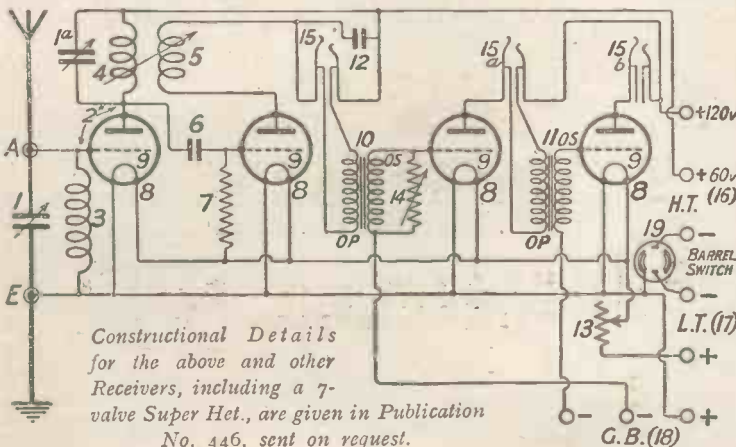 1a
4
5
15
12
15
a
15
b
2"
+120v
A
9
6
9
10
OS
9
11 OS
9
+60v
8
7
8
14
8
8
H.T. (16)
1
3
OP
OP
19
BARREL
SWITCH
E
L.T. (17)
13
+
Constructional Details
for the above and other
Receivers, including a 7-
valve Super Het., are given in Publication
No. 446, sent on request.
G.B. (18)